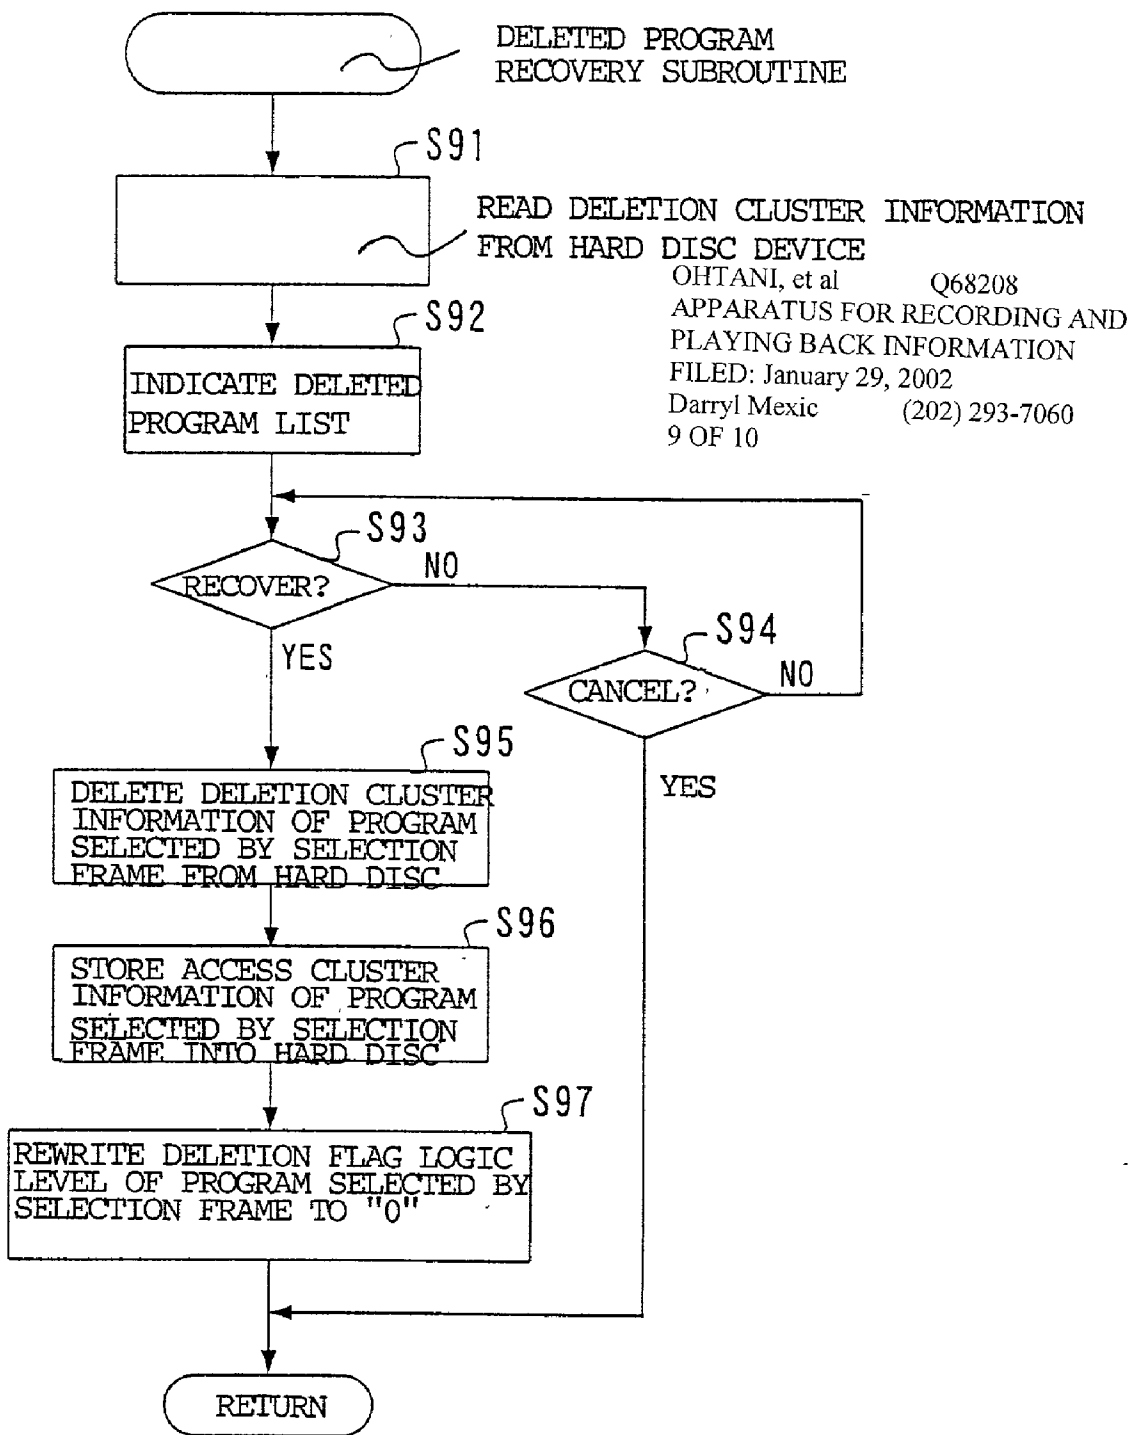 DELETED PROGRAM
RECOVERY SUBROUTINE
S91
READ DELETION CLUSTER INFORMATION
FROM HARD DISC DEVICE
OHTANI, et al Q68208
APPARATUS FOR RECORDING AND
PLAYING BACK INFORMATION
FILED: January 29, 2002
Darryl Mexic (202) 293-7060
9 OF 10
S92
INDICATE DELETED
PROGRAM LIST
S93
RECOVER?
NO
YES
S94
CANCEL?
NO
YES
S95
DELETE DELETION CLUSTER
INFORMATION OF PROGRAM
SELECTED BY SELECTION
FRAME FROM HARD DISC
S96
STORE ACCESS CLUSTER
INFORMATION OF PROGRAM
SELECTED BY SELECTION
FRAME INTO HARD DISC
S97
REWRITE DELETION FLAG LOGIC
LEVEL OF PROGRAM SELECTED BY
SELECTION FRAME TO "0"
RETURN